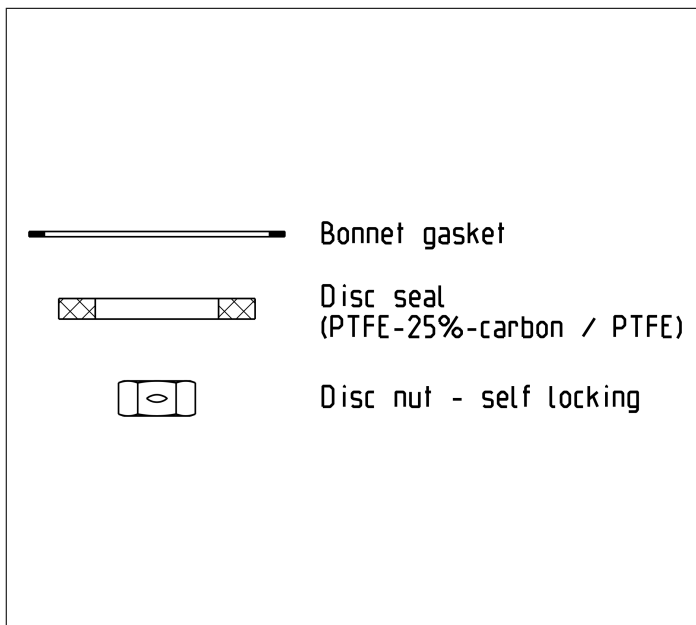 Bonnet gasket
Disc seal
(PTFE-25%-carbon / PTFE)
Disc nut - self locking